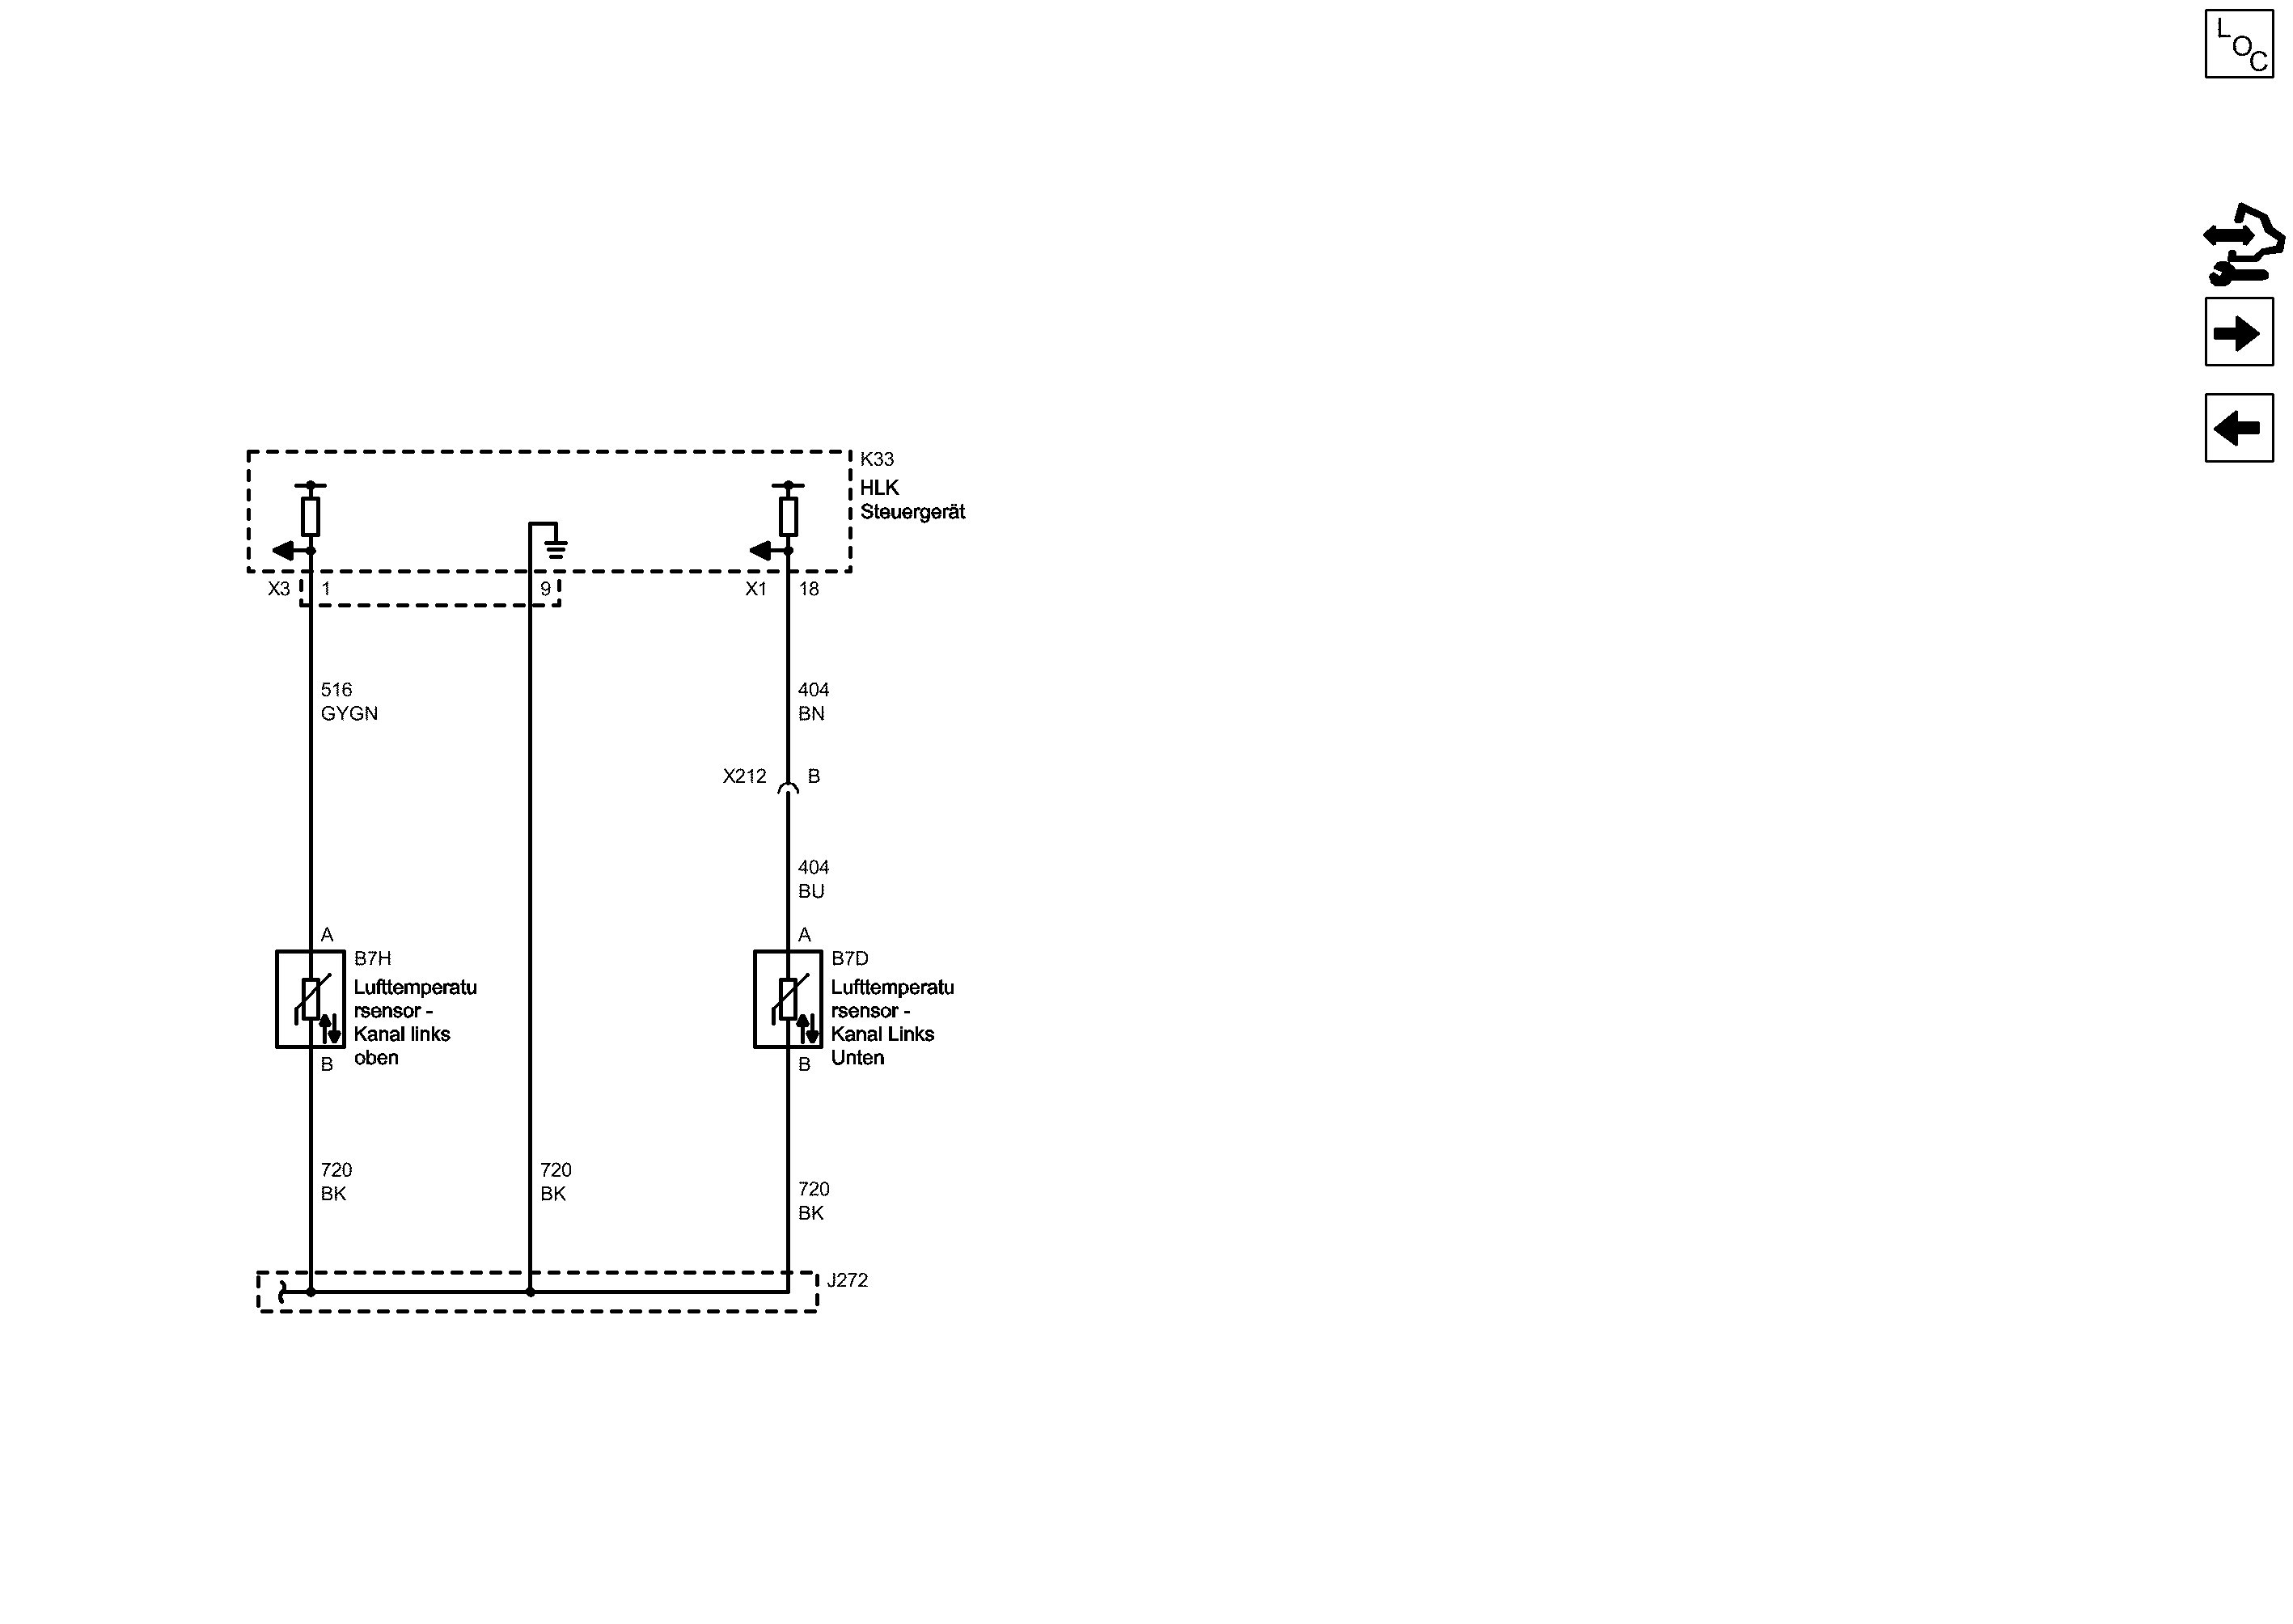 L
O
C
K33
HLK
Steuergerät
X3 1 9 X1 18
516 404
GYGN BN
X212 B
404
BU
A A
B7H B7D
Lufttemperatu Lufttemperatu
rsensor - rsensor -
Kanal links Kanal Links
oben Unten
B B
720 720 720
BK BK BK
J272